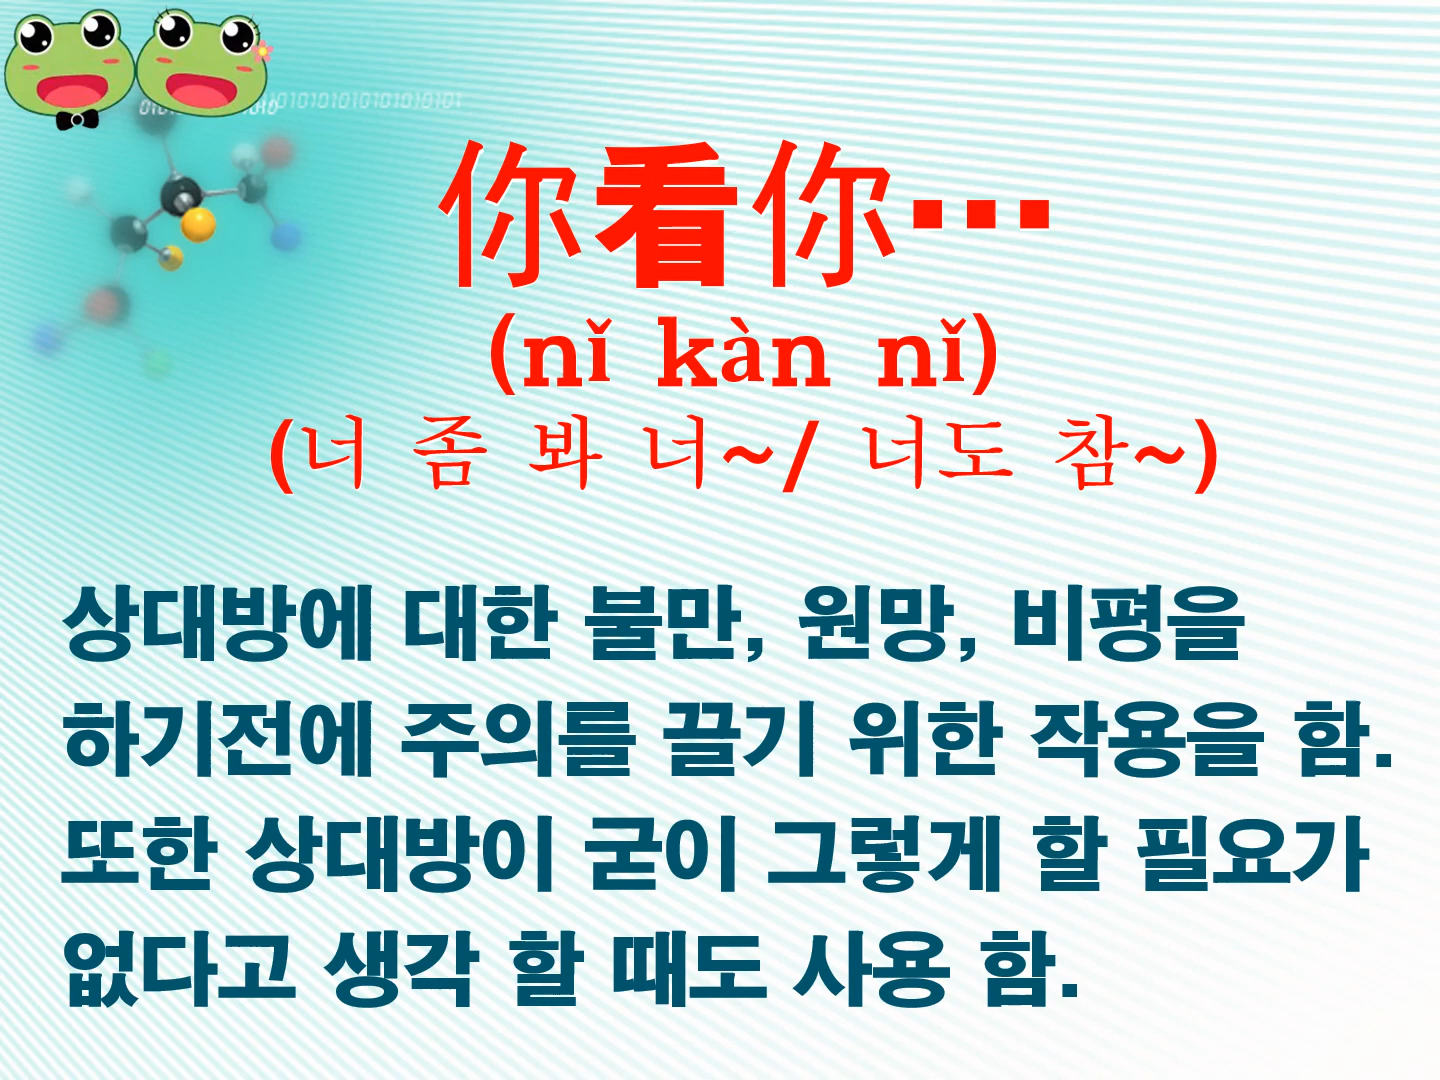 你看你…
(nǐ kàn nǐ)
(너 좀 봐 너~/ 너도 참~)
상대방에 대한 불만, 원망, 비평을
하기전에 주의를 끌기 위한 작용을 함.
또한 상대방이 굳이 그렇게 할 필요가
없다고 생각 할 때도 사용 함.